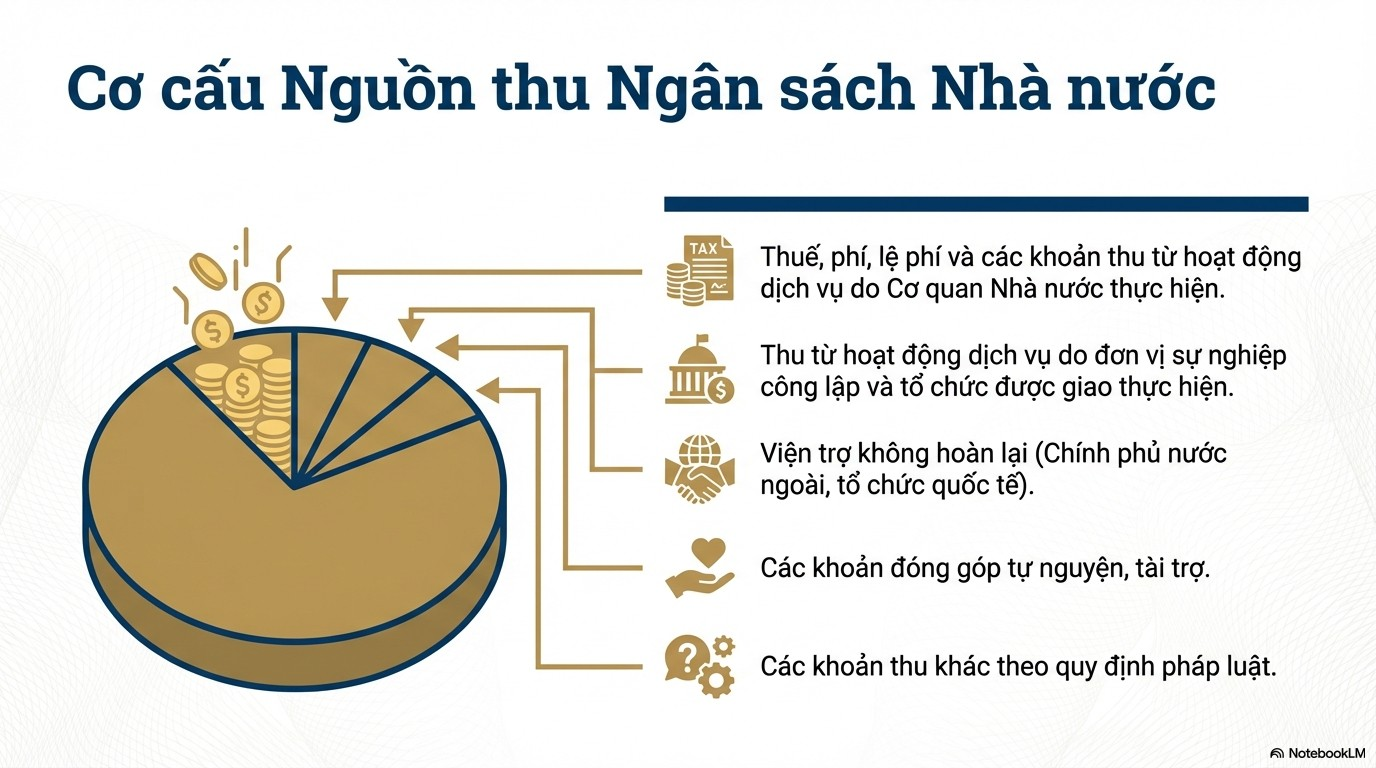 Cơ cấu Nguồn thu Ngân sách Nhà nước
TAX
Thuế, phí, lệ phí và các khoản thu từ hoạt động
dịch vụ do Cơ quan Nhà nước thực hiện.
$
$
$
Thu từ hoạt động dịch vụ do đơn vị sự nghiệp
công lập và tổ chức được giao thực hiện.
$
Viện trợ không hoàn lại (Chính phủ nước
ngoài, tổ chức quốc tế).
Các khoản đóng góp tự nguyện, tài trợ.
?
Các khoản thu khác theo quy định pháp luật.
NotebookLM